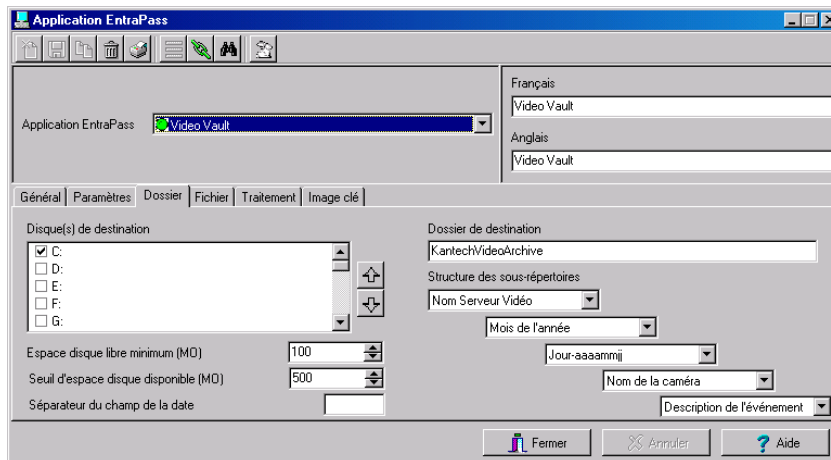 Application EntraPass
Français
Video Vault
Application EntraPass
Video Vault
Anglais
Video Vault
Général
Paramètres
Dossier
Fichier
Traitement
Image clé
Disque(s) de destination
C:
D:
E:
F:
G:
Espace disque libre minimum (MO)
100
Seuil d'espace disque disponible (MO)
500
Séparateur du champ de la date
Dossier de destination
KantechVideoArchive
Structure des sous-répertoires
Nom Serveur Vidéo
Mois de l'année
Jour-aaaammjj
Nom de la caméra
Description de l'événement
Fermer
Annuler
Aide